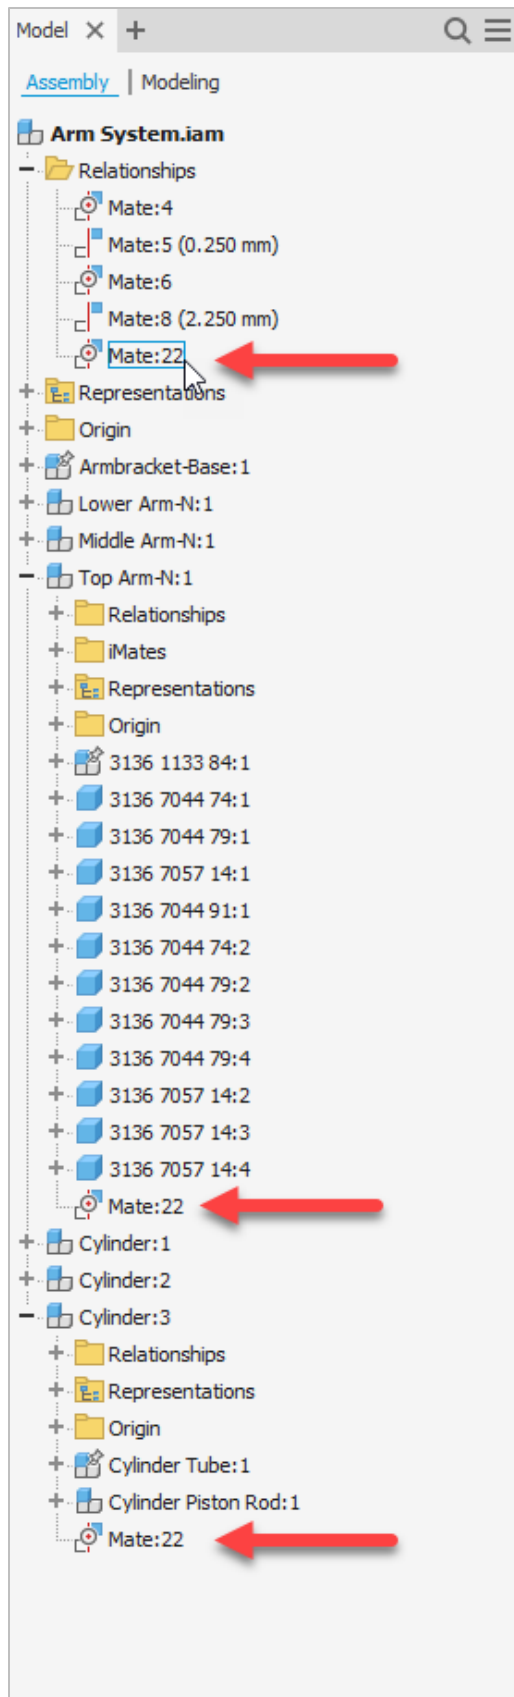 Model
Assembly | Modeling
Arm System.iam
Relationships
Mate:4
Mate:5 (0.250 mm)
Mate:6
Mate:8 (2.250 mm)
Mate:22
Representations
Origin
Armbracket-Base:1
Lower Arm-N:1
Middle Arm-N:1
Top Arm-N:1
Relationships
iMates
Representations
Origin
3136 1133 84:1
3136 7044 74:1
3136 7044 79:1
3136 7057 14:1
3136 7044 91:1
3136 7044 74:2
3136 7044 79:2
3136 7044 79:3
3136 7044 79:4
3136 7057 14:2
3136 7057 14:3
3136 7057 14:4
Mate:22
Cylinder:1
Cylinder:2
Cylinder:3
Relationships
Representations
Origin
Cylinder Tube:1
Cylinder Piston Rod:1
Mate:22